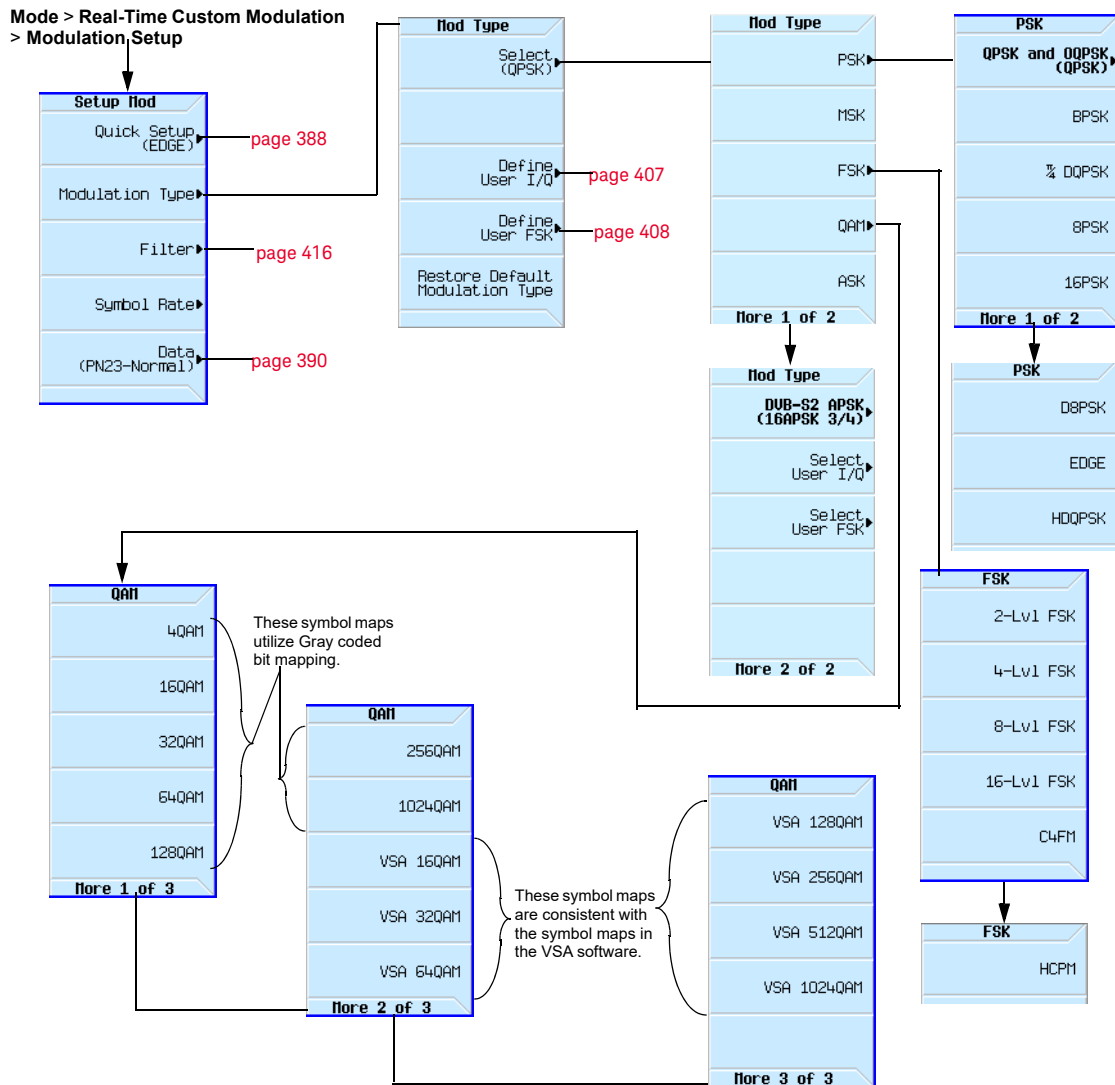 Mode > Real-Time Custom Modulation
> Modulation Setup
Setup Mod
Quick Setup
(EDGE)
page 388
Modulation Type
Filter
page 416
Symbol Rate
Data
(PN23-Normal)
page 390
Mod Type
Select
(QPSK)
Define
User I/Q
page 407
Define
User FSK
page 408
Restore Default
Modulation Type
Mod Type
PSK
MSK
FSK
QAM
ASK
More 1 of 2
Mod Type
DVB-S2 APSK
(16APSK 3/4)
Select
User I/Q
Select
User FSK
More 2 of 2
PSK
QPSK and OQPSK
(QPSK)
BPSK
π/4 DQPSK
8PSK
16PSK
More 1 of 2
PSK
D8PSK
EDGE
HDQPSK
FSK
2-Lvl FSK
4-Lvl FSK
8-Lvl FSK
16-Lvl FSK
C4FM
FSK
HCPM
QAM
4QAM
16QAM
32QAM
64QAM
128QAM
More 1 of 3
These symbol maps
utilize Gray coded
bit mapping.
QAM
256QAM
1024QAM
VSA 16QAM
VSA 32QAM
VSA 64QAM
More 2 of 3
These symbol maps
are consistent with
the symbol maps in
the VSA software.
QAM
VSA 128QAM
VSA 256QAM
VSA 512QAM
VSA 1024QAM
More 3 of 3